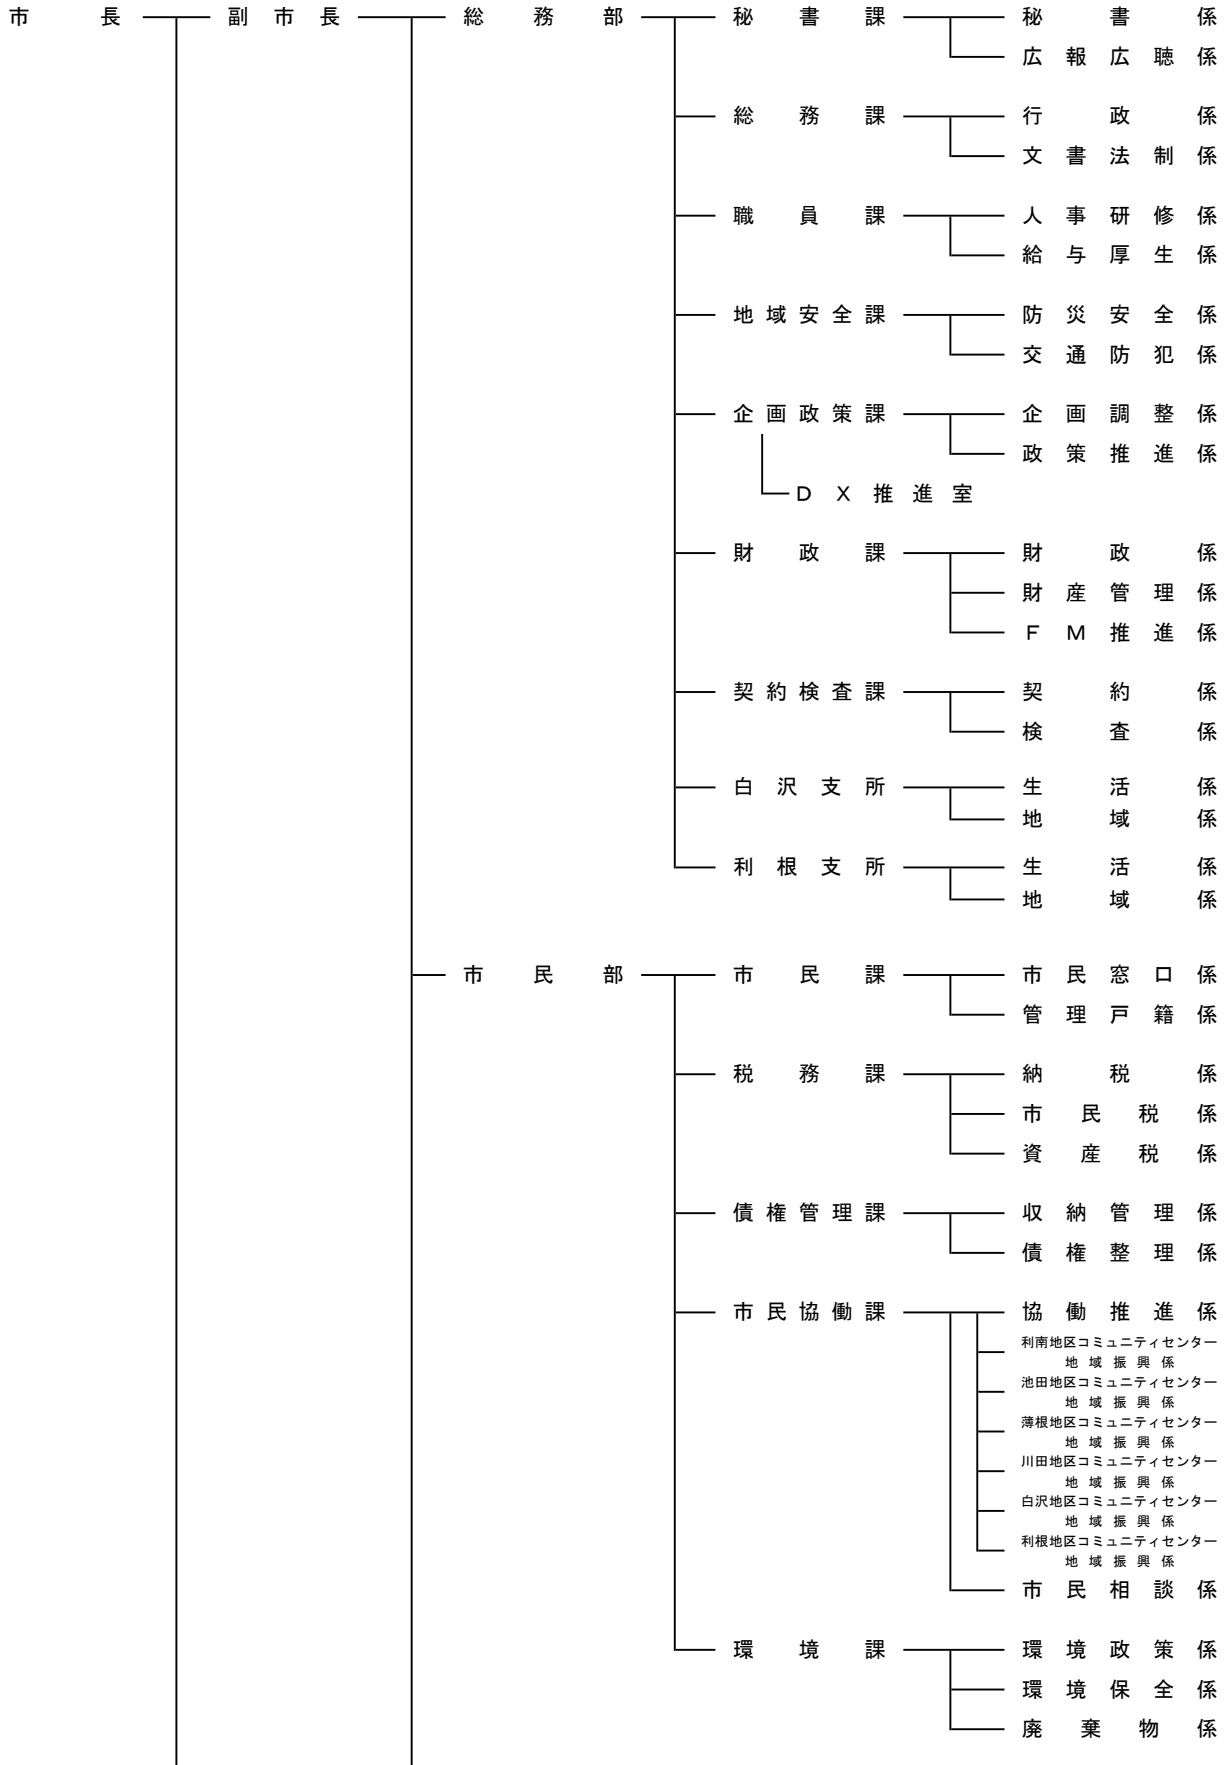 市長 副市長 総務部 秘書課 秘書係
広報広聴係
総務課 行政係
文書法制係
職員課 人事研修係
給与厚生係
地域安全課 防災安全係
交通防犯係
企画政策課 企画調整係
政策推進係
ＤＸ推進室
財政課 財政係
財産管理係
ＦＭ推進係
契約検査課 契約係
検査係
白沢支所 生活係
地域係
利根支所 生活係
地域係
市民部 市民課 市民窓口係
管理戸籍係
税務課 納税係
市民税係
資産税係
債権管理課 収納管理係
債権整理係
市民協働課 協働推進係
利南地区コミュニティセンター
地域振興係
池田地区コミュニティセンター
地域振興係
薄根地区コミュニティセンター
地域振興係
川田地区コミュニティセンター
地域振興係
白沢地区コミュニティセンター
地域振興係
利根地区コミュニティセンター
地域振興係
市民相談係
環境課 環境政策係
環境保全係
廃棄物係